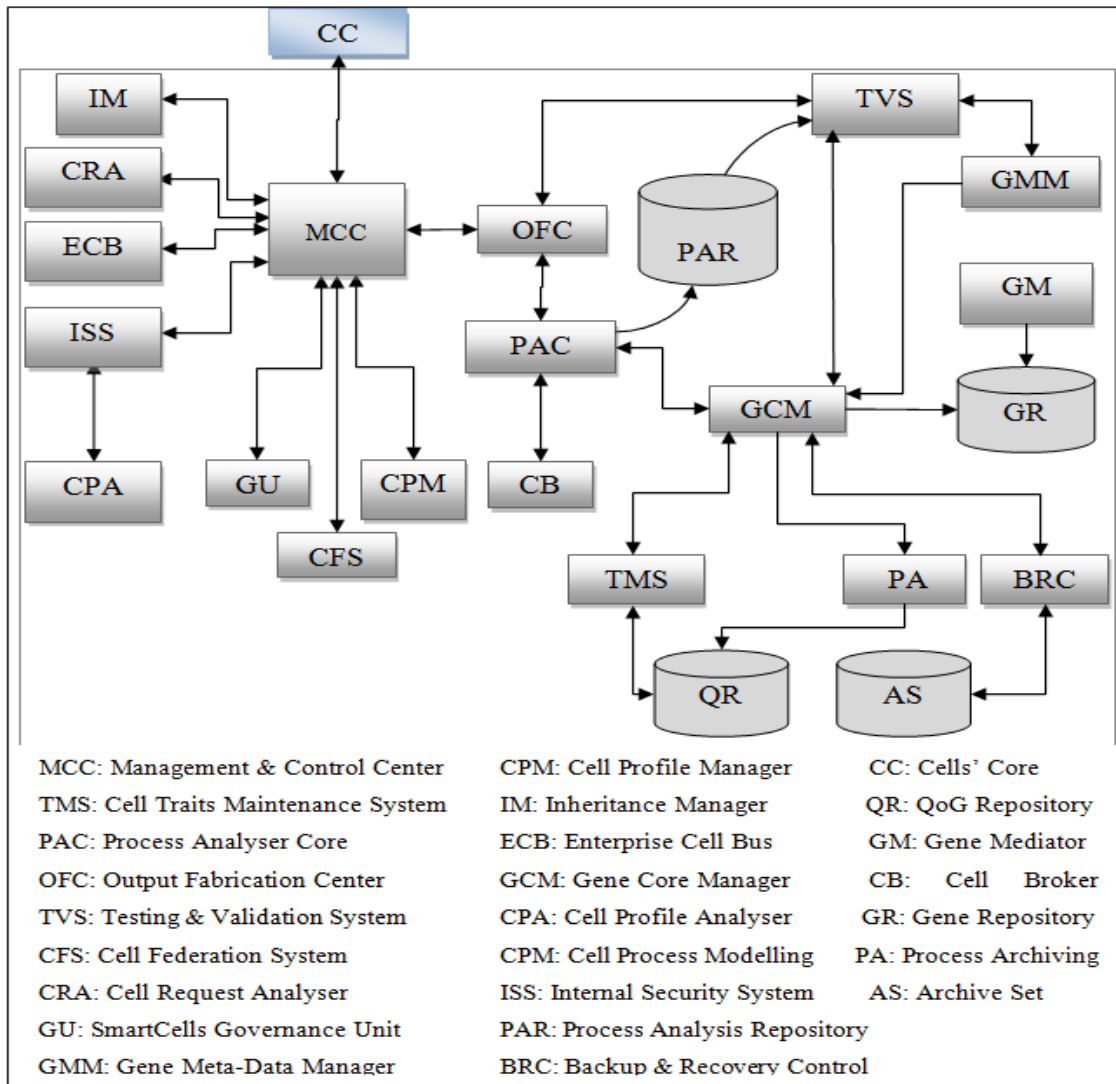 CC
IM
TVS
CRA
GMM
MCC
OFC
ECB
PAR
GM
ISS
PAC
GCM
GR
CPA
GU
CPM
CB
CFS
TMS
PA
BRC
QR
AS
MCC: Management & Control Center CPM: Cell Profile Manager CC: Cells’ Core
TMS: Cell Traits Maintenance System IM: Inheritance Manager QR: QoG Repository
PAC: Process Analyser Core ECB: Enterprise Cell Bus GM: Gene Mediator
OFC: Output Fabrication Center GCM: Gene Core Manager CB: Cell Broker
TVS: Testing & Validation System CPA: Cell Profile Analyser GR: Gene Repository
CFS: Cell Federation System CPM: Cell Process Modelling PA: Process Archiving
CRA: Cell Request Analyser ISS: Internal Security System AS: Archive Set
GU: SmartCells Governance Unit PAR: Process Analysis Repository
GMM: Gene Meta-Data Manager BRC: Backup & Recovery Control